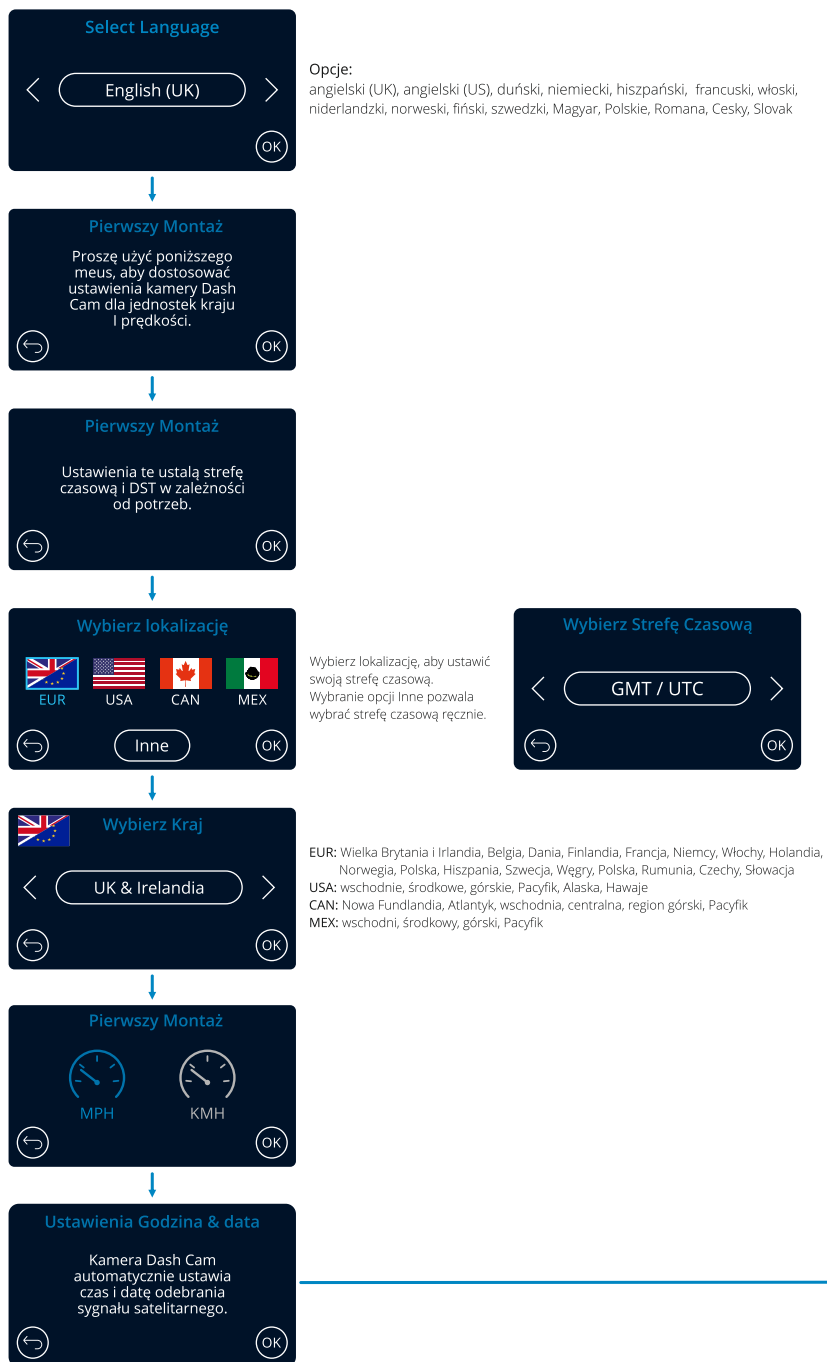 Select Language
English (UK)
OK
Opcje:
angielski (UK), angielski (US), duński, niemiecki, hiszpański, francuski, włoski,
niderlandzki, norweski, fiński, szwedzki, Magyar, Polskie, Romana, Cesky, Slovak
Pierwszy Montaż
Proszę użyć poniższego
meus, aby dostosować
ustawienia kamery Dash
Cam dla jednostek kraju
I prędkości.
OK
Pierwszy Montaż
Ustawienia te ustalą strefę
czasową i DST w zależności
od potrzeb.
OK
Wybierz lokalizację
EUR
USA
CAN
MEX
Inne
OK
Wybierz lokalizację, aby ustawić
swoją strefę czasową.
Wybranie opcji Inne pozwala
wybrać strefę czasową ręcznie.
Wybierz Strefę Czasową
GMT / UTC
OK
Wybierz Kraj
UK & Irelandia
OK
EUR: Wielka Brytania i Irlandia, Belgia, Dania, Finlandia, Francja, Niemcy, Włochy, Holandia,
Norwegia, Polska, Hiszpania, Szwecja, Węgry, Polska, Rumunia, Czechy, Słowacja
USA: wschodnie, środkowe, górskie, Pacyfik, Alaska, Hawaje
CAN: Nowa Fundlandia, Atlantyk, wschodnia, centralna, region górski, Pacyfik
MEX: wschodni, środkowy, górski, Pacyfik
Pierwszy Montaż
MPH
KMH
OK
Ustawienia Godzina & data
Kamera Dash Cam
automatycznie ustawia
czas i datę odebrania
sygnału satelitarnego.
OK